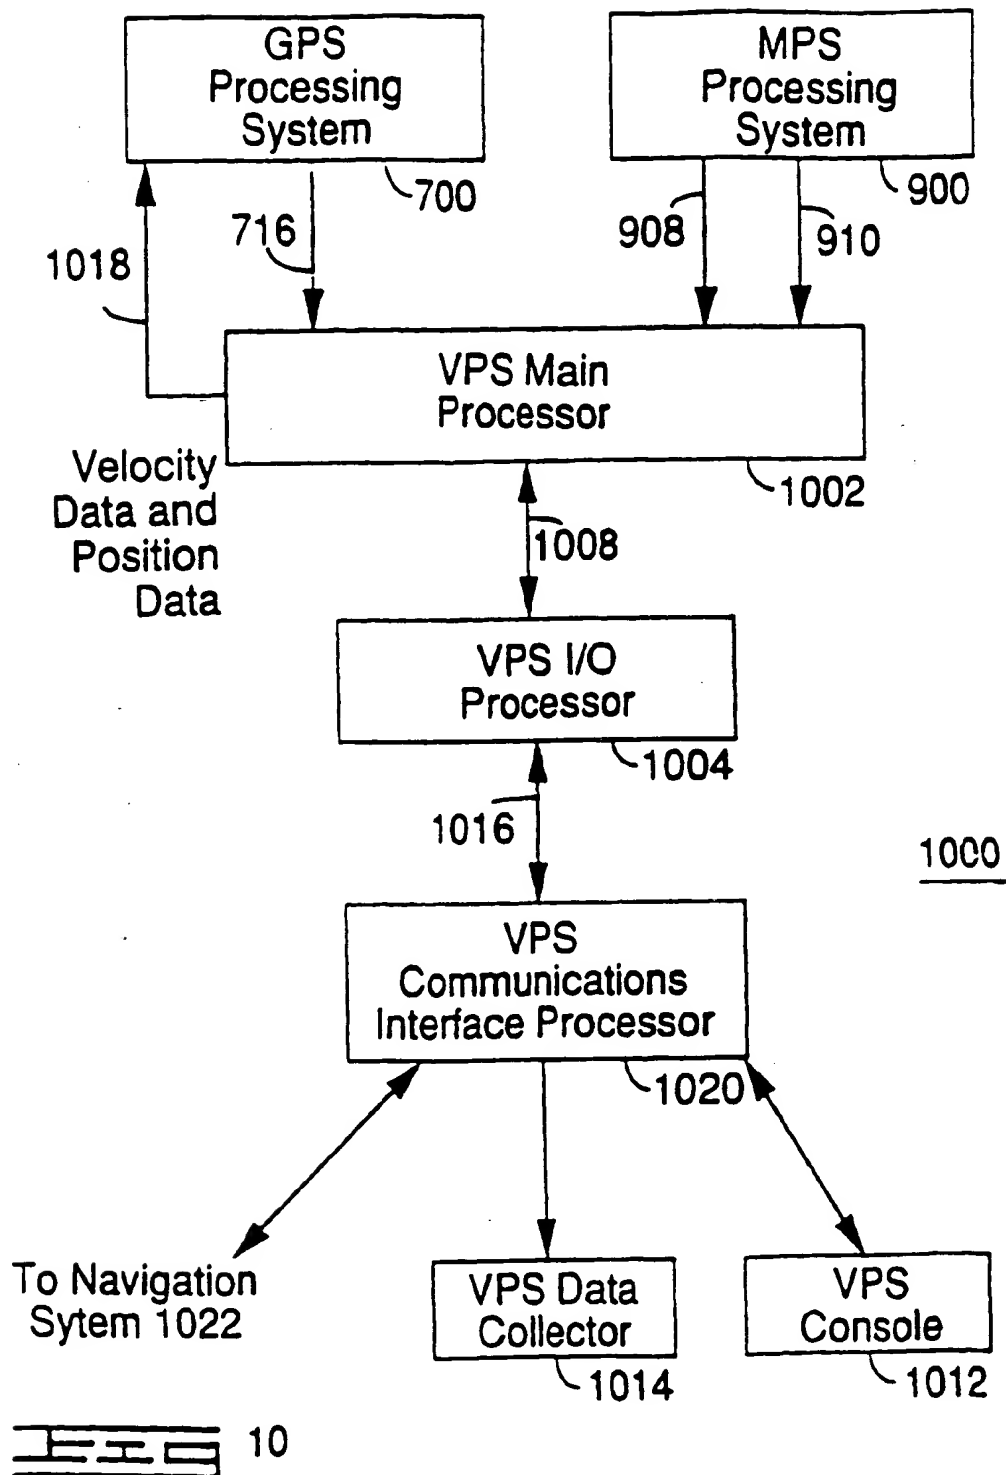 GPS
Processing
System
700
MPS
Processing
System
900
716
908
910
1018
VPS Main
Processor
1002
Velocity
Data and
Position
Data
1008
VPS I/O
Processor
1004
1016
1000
VPS
Communications
Interface Processor
1020
To Navigation
Sytem 1022
VPS Data
Collector
1014
VPS
Console
1012
FIG 10